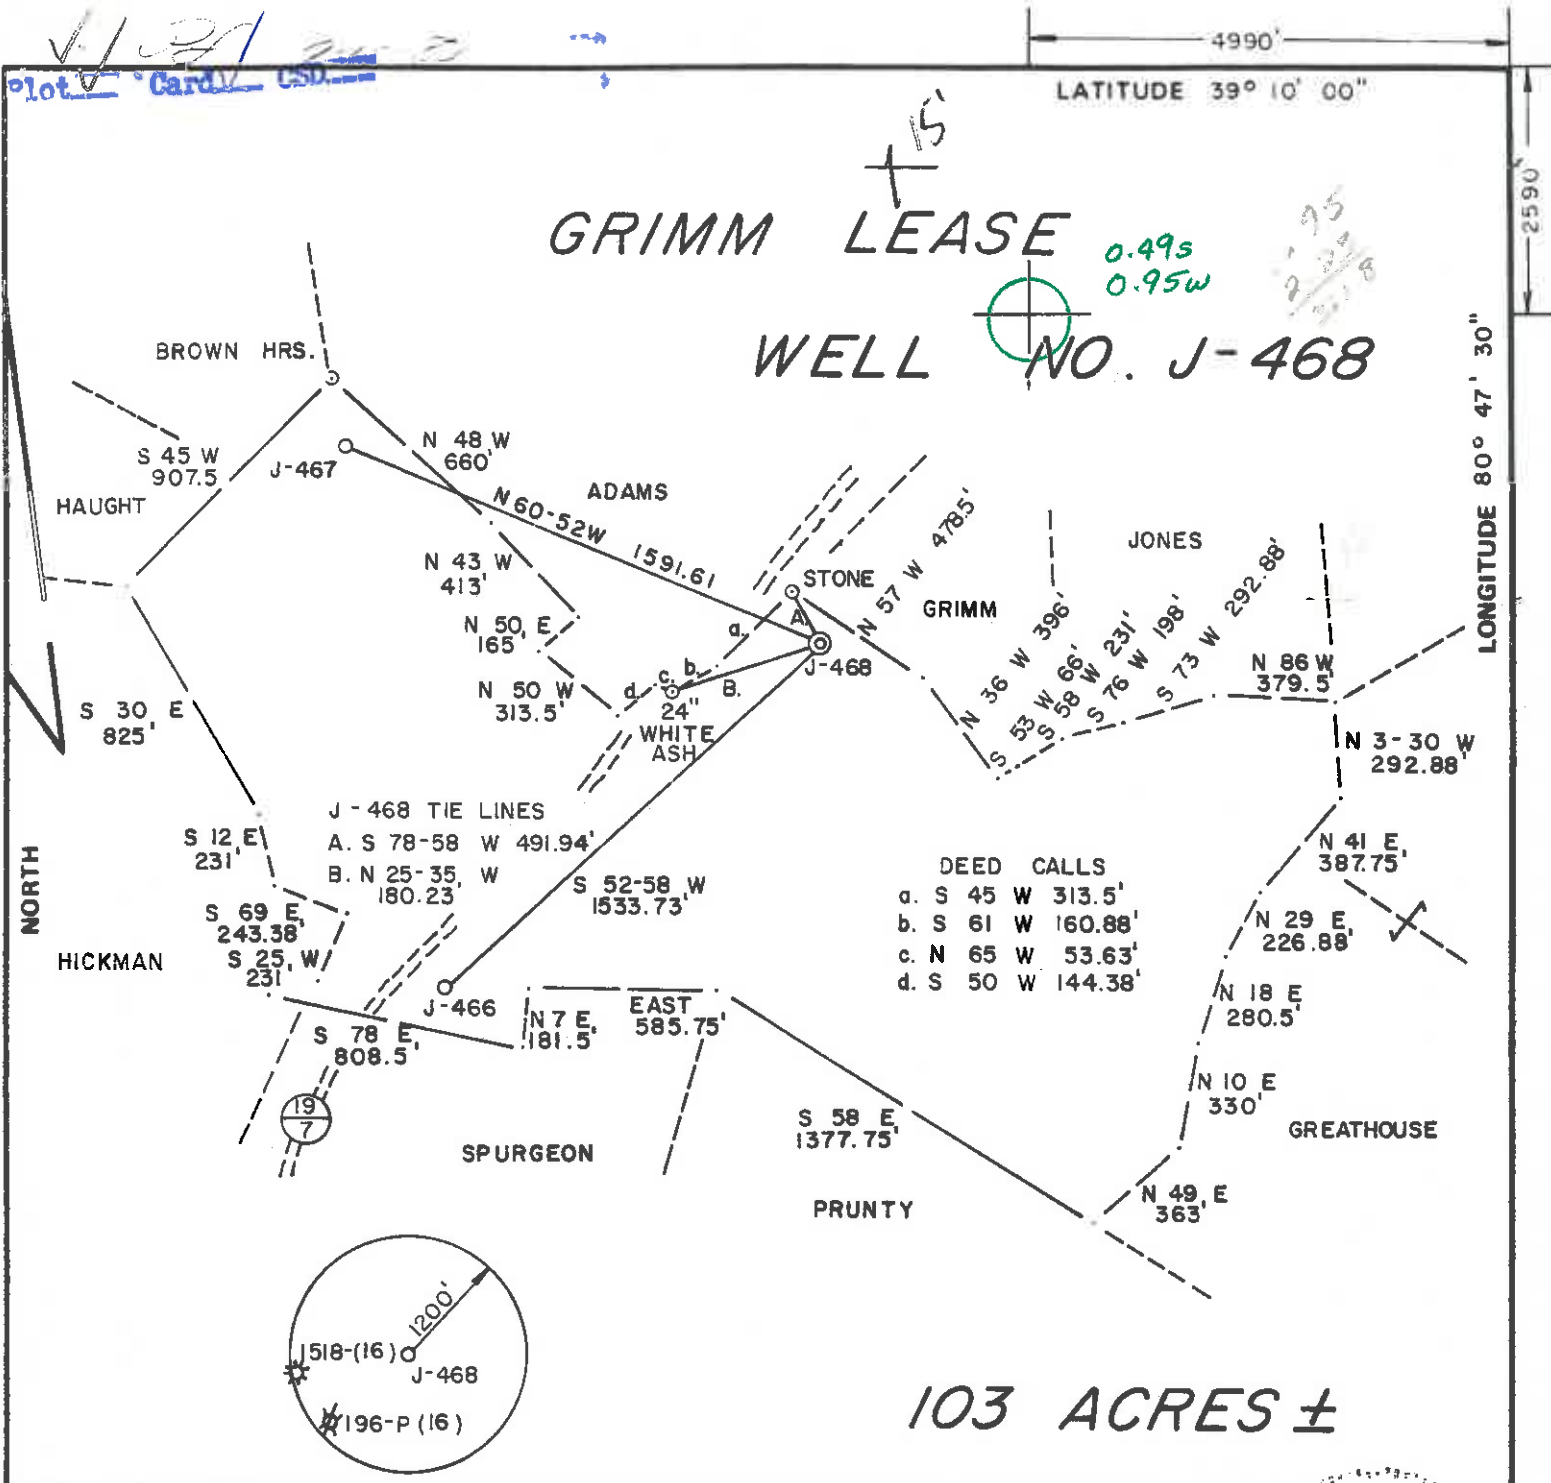 4990'
Plot Card CSD
LATITUDE 39° 10' 00"
15'
2590'
GRIMM LEASE
0.49s
0.95w
WELL NO. J-468
LONGITUDE 80° 47' 30"
BROWN HRS.
S 45 W
907.5
J-467
N 48 W
660'
HAUGHT
ADAMS
N 60-52W 1591.61
N 43 W
413'
STONE
N 57 W 478.5'
JONES
GRIMM
N 50 E
165'
A.
a.
J-468
N 36 W 396'
S 53 W 66'
S 58 W 231'
S 76 W 198'
S 73 W 292.88'
N 86 W
379.5'
N 50 W
313.5'
d. c. b.
B.
24"
WHITE
ASH
S 30 E
825'
N 3-30 W
292.88'
J-468 TIE LINES
A. S 78-58 W 491.94'
B. N 25-35 W
180.23'
S 12 E
231'
N 41 E
387.75'
NORTH
S 52-58 W
1533.73'
DEED CALLS
a. S 45 W 313.5'
b. S 61 W 160.88'
c. N 65 W 53.63'
d. S 50 W 144.38'
S 69 E
243.38'
N 29 E
226.88'
HICKMAN
S 25 W
231'
J-466
N 18 E
280.5'
S 78 E
808.5'
N 7 E
181.5'
EAST
585.75'
19
7
N 10 E
330'
S 58 E
1377.75'
GREATHOUSE
SPURGEON
PRUNTY
N 49 E
363'
1200'
1518-(16)
J-468
196-P (16)
103 ACRES ±